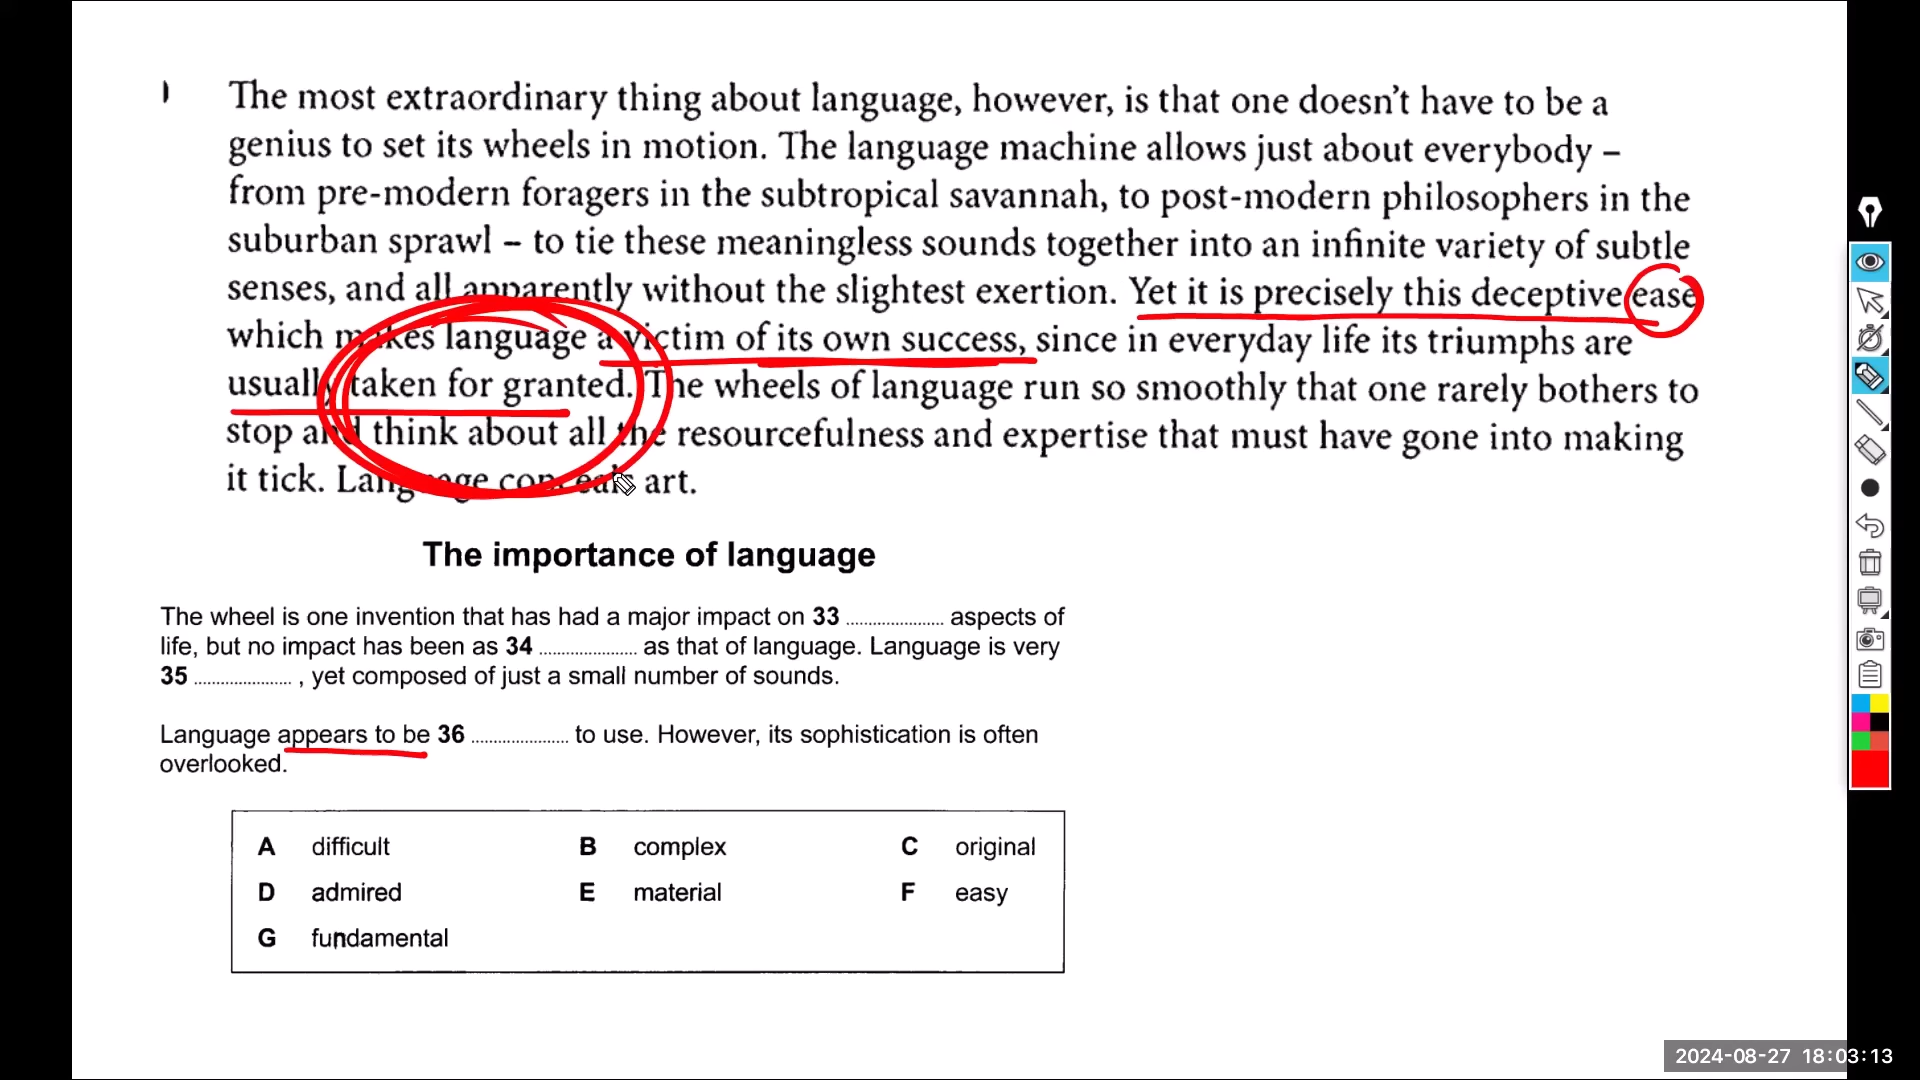 The most extraordinary thing about language, however, is that one doesn't have to be a
genius to set its wheels in motion. The language machine allows just about everybody –
from pre-modern foragers in the subtropical savannah, to post-modern philosophers in the
suburban sprawl – to tie these meaningless sounds together into an infinite variety of subtle
senses, and all apparently without the slightest exertion. Yet it is precisely this deceptive ease
which makes language a victim of its own success, since in everyday life its triumphs are
usually taken for granted. The wheels of language run so smoothly that one rarely bothers to
stop and think about all the resourcefulness and expertise that must have gone into making
it tick. Language conceals art.
The importance of language
The wheel is one invention that has had a major impact on 33 ...................... aspects of
life, but no impact has been as 34 ...................... as that of language. Language is very
35 ...................... , yet composed of just a small number of sounds.
Language appears to be 36 ...................... to use. However, its sophistication is often
overlooked.
A difficult B complex C original
D admired E material F easy
G fundamental
2024-08-27 18:03:13